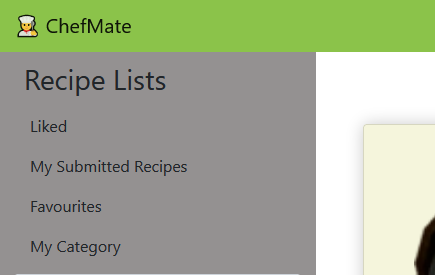 ChefMate
Recipe Lists
Liked
My Submitted Recipes
Favourites
My Category